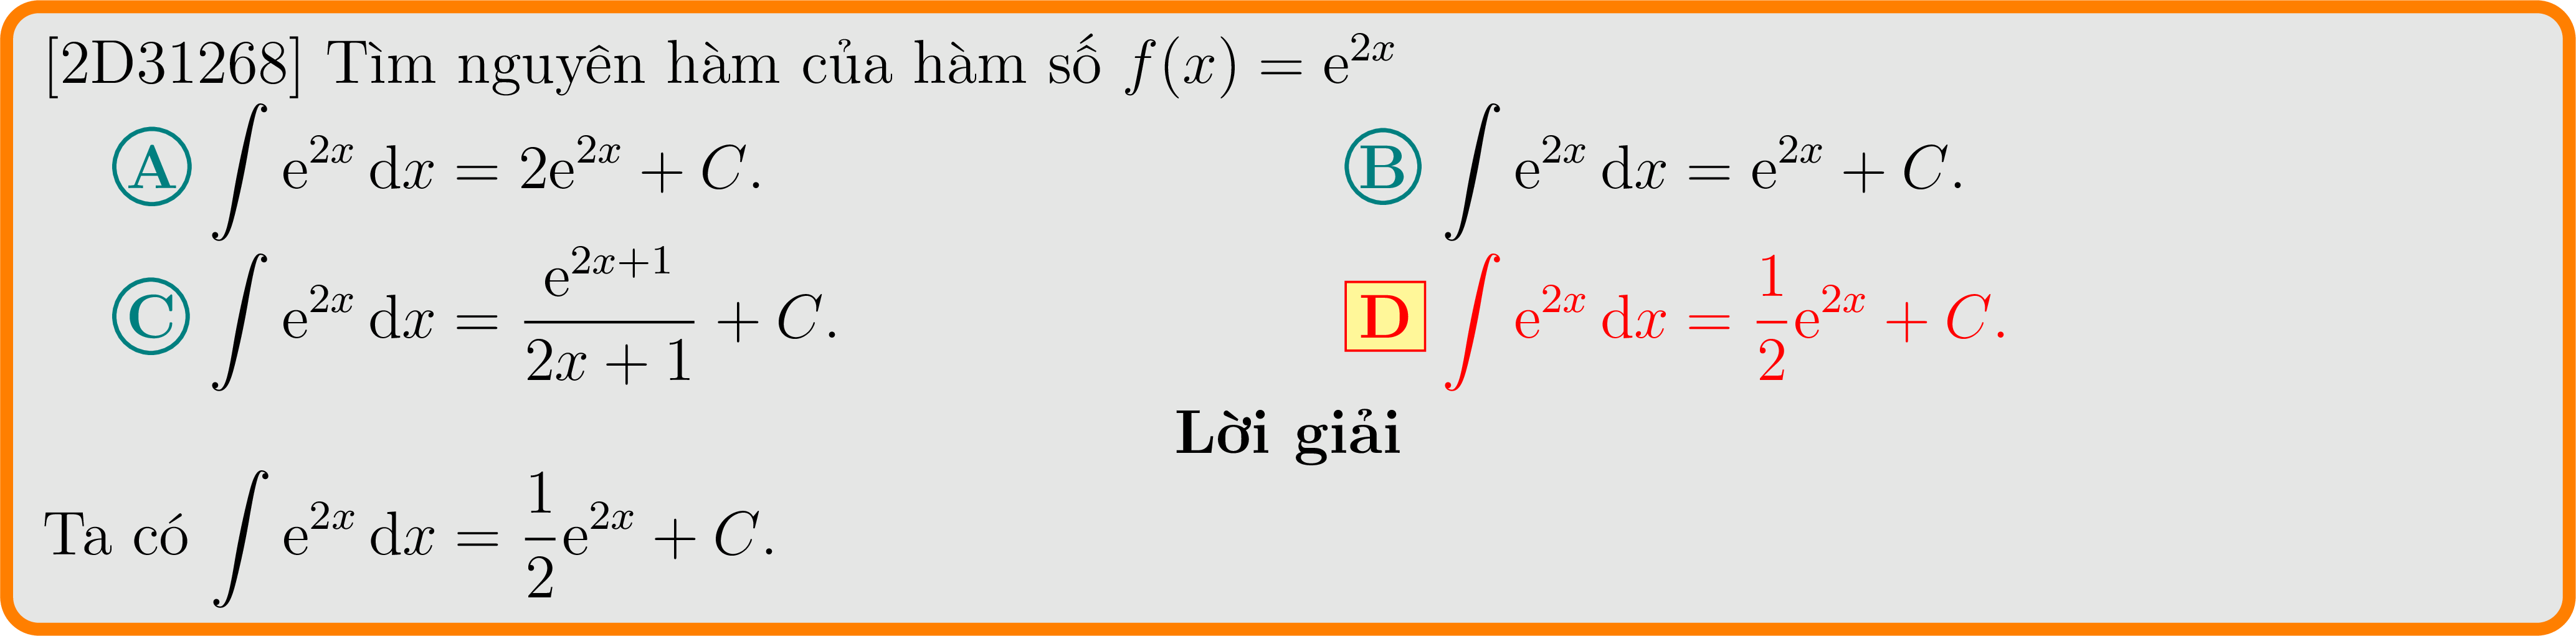 [2D31268] Tìm nguyên hàm của hàm số $f(x) = \mathrm{e}^{2x}$
A $\int \mathrm{e}^{2x}\,\mathrm{d}x = 2\mathrm{e}^{2x} + C.$ B $\int \mathrm{e}^{2x}\,\mathrm{d}x = \mathrm{e}^{2x} + C.$
C $\int \mathrm{e}^{2x}\,\mathrm{d}x = \frac{\mathrm{e}^{2x+1}}{2x+1} + C.$ D $\int \mathrm{e}^{2x}\,\mathrm{d}x = \frac{1}{2}\mathrm{e}^{2x} + C.$
Lời giải
Ta có $\int \mathrm{e}^{2x}\,\mathrm{d}x = \frac{1}{2}\mathrm{e}^{2x} + C.$